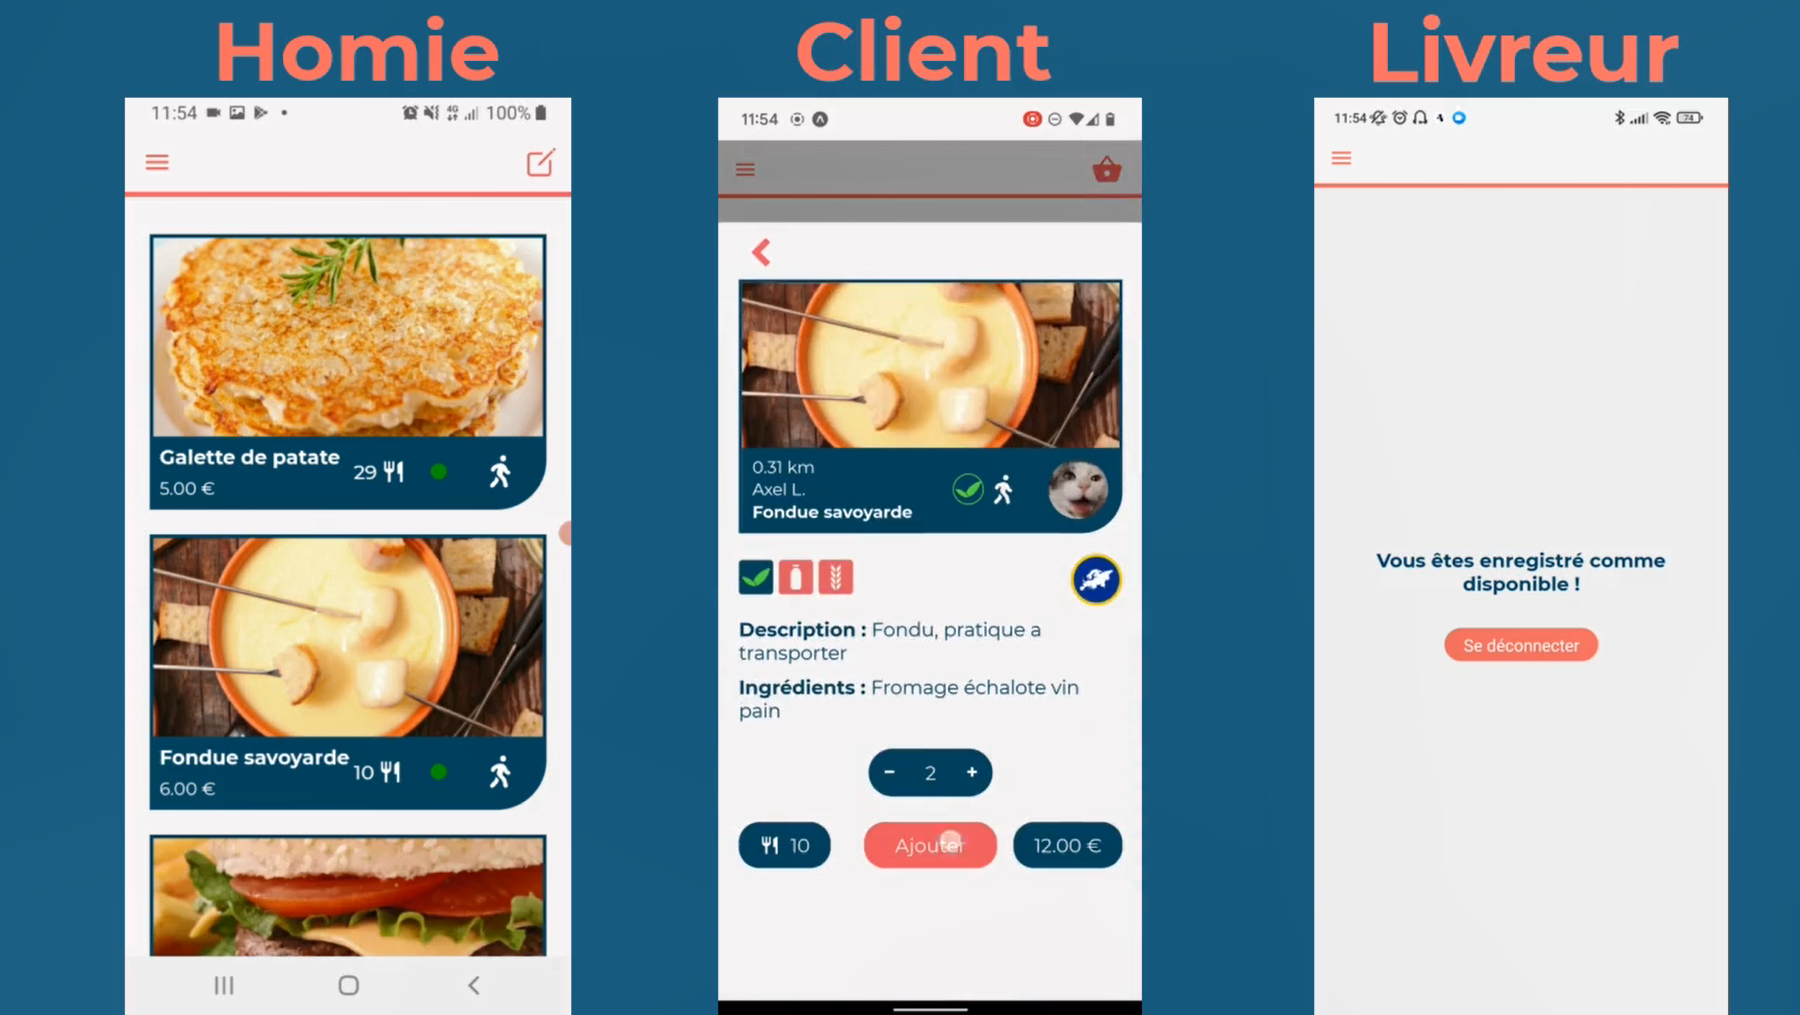 Homie
11:54
4G
100%
Galette de patate
29
5.00 €
Fondue savoyarde
10
6.00 €
Client
11:54
0.31 km
Axel L.
Fondue savoyarde
Description : Fondu, pratique a
transporter
Ingrédients : Fromage échalote vin
pain
- 2 +
10
Ajouter
12.00 €
Livreur
11:54
74
Vous êtes enregistré comme
disponible !
Se déconnecter